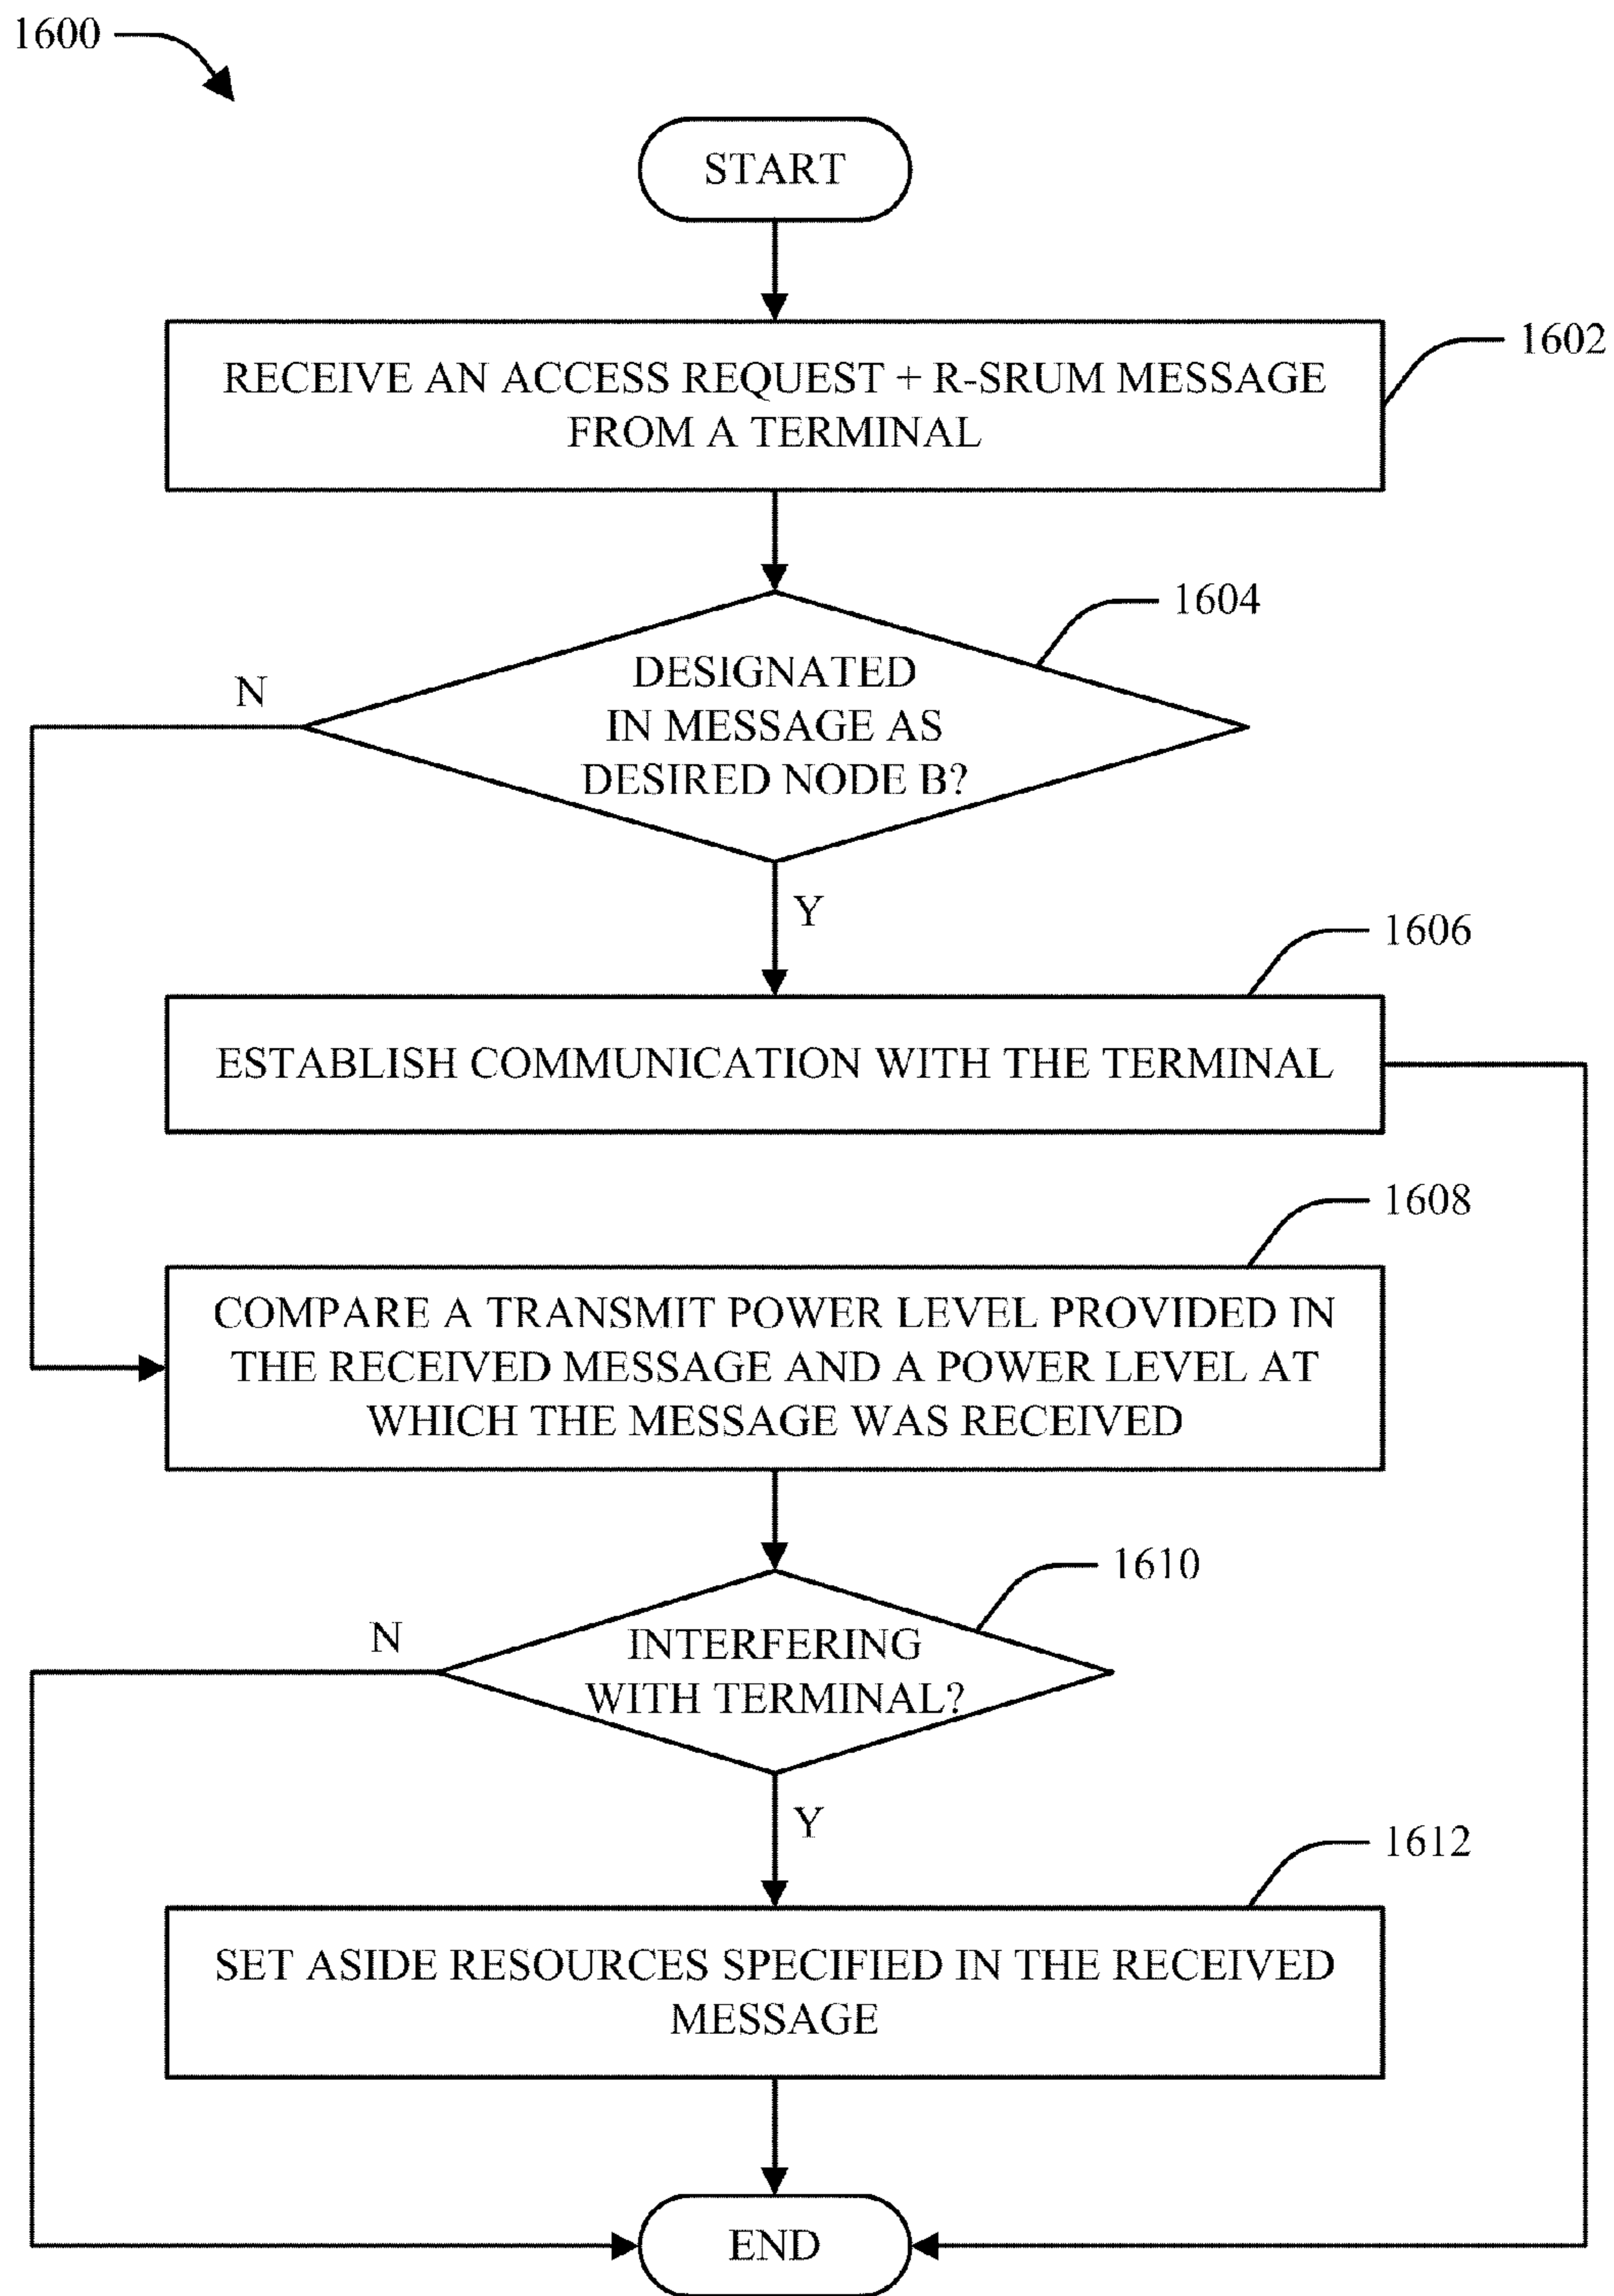 1600
START
RECEIVE AN ACCESS REQUEST + R-SRUM MESSAGE
FROM A TERMINAL
1602
DESIGNATED
IN MESSAGE AS
DESIRED NODE B?
1604
N
Y
ESTABLISH COMMUNICATION WITH THE TERMINAL
1606
COMPARE A TRANSMIT POWER LEVEL PROVIDED IN
THE RECEIVED MESSAGE AND A POWER LEVEL AT
WHICH THE MESSAGE WAS RECEIVED
1608
INTERFERING
WITH TERMINAL?
1610
N
Y
SET ASIDE RESOURCES SPECIFIED IN THE RECEIVED
MESSAGE
1612
END